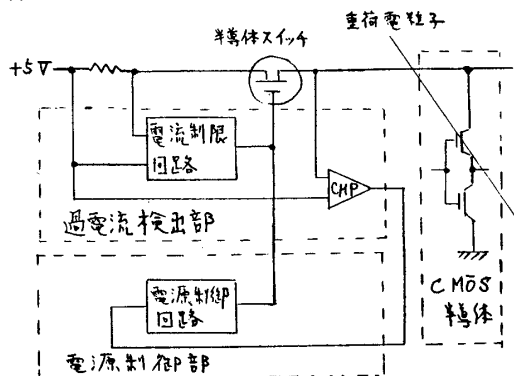 半導体スイッチ
重荷電粒子
+5V
電流制限
回路
CMP
過電流検出部
電源制御
回路
電源制御部
CMOS
半導体